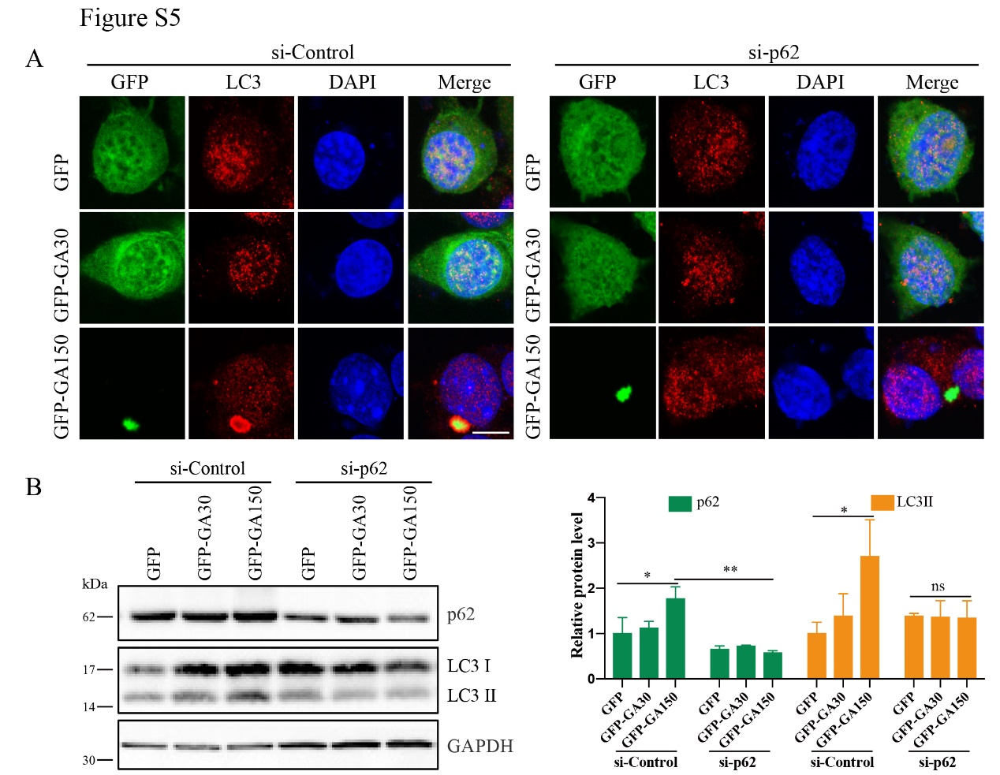 Figure S5
A
si-Control
si-p62
GFP LC3 DAPI Merge
GFP LC3 DAPI Merge
GFP
GFP-GA30
GFP-GA150
GFP
GFP-GA30
GFP-GA150
B
si-Control
si-p62
GFP
GFP-GA30
GFP-GA150
GFP
GFP-GA30
GFP-GA150
kDa
62
p62
17
LC3 I
LC3 II
14
GAPDH
30
p62
LC3II
Relative protein level
4
3
2
1
0
*
**
*
ns
GFP
GFP-GA30
GFP-GA150
GFP
GFP-GA30
GFP-GA150
GFP
GFP-GA30
GFP-GA150
GFP
GFP-GA30
GFP-GA150
si-Control
si-p62
si-Control
si-p62